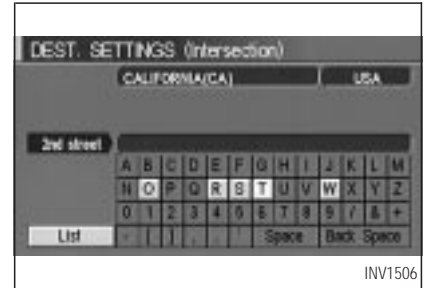 DEST. SETTINGS (Intersection)
CALIFORNIA(CA) USA
2nd street
A B C D E F G H I J K L M
N O P Q R S T U V W X Y Z
0 1 2 3 4 5 6 7 8 9 / & +
List - ( ) , . ' Space Back Space
INV1506